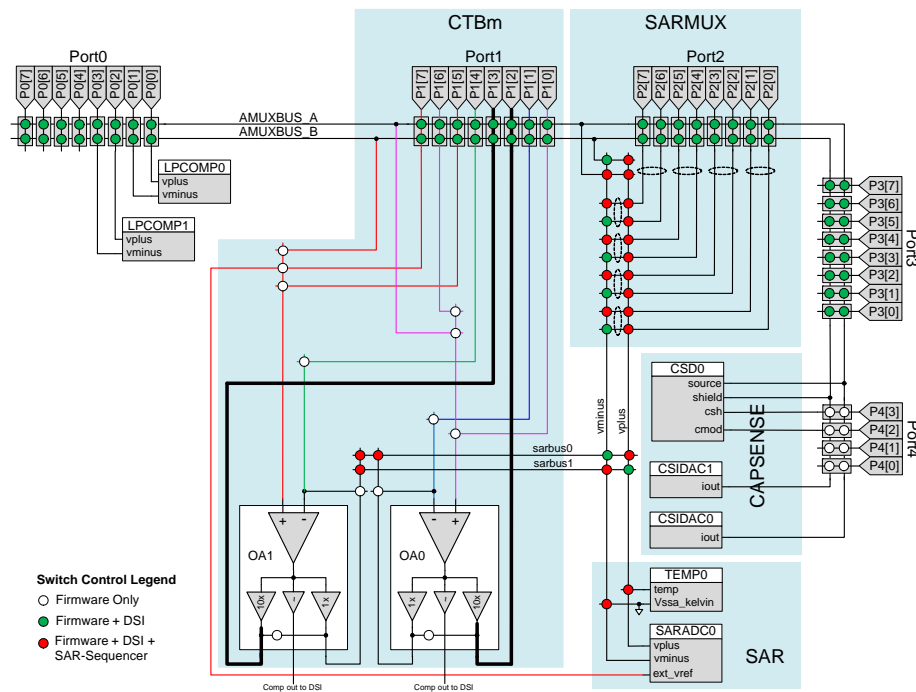 CTBm
SARMUX
Port0
Port1
Port2
P0[7]
P0[6]
P0[5]
P0[4]
P0[3]
P0[2]
P0[1]
P0[0]
P1[7]
P1[6]
P1[5]
P1[4]
P1[3]
P1[2]
P1[1]
P1[0]
P2[7]
P2[6]
P2[5]
P2[4]
P2[3]
P2[2]
P2[1]
P2[0]
AMUXBUS_A
AMUXBUS_B
LPCOMP0
vplus
vminus
LPCOMP1
vplus
vminus
P3[7]
P3[6]
P3[5]
P3[4]
P3[3]
P3[2]
P3[1]
P3[0]
Port3
vminus
vplus
CSD0
source
shield
csh
cmod
CAPSENSE
P4[3]
P4[2]
P4[1]
P4[0]
Port4
sarbus0
sarbus1
CSIDAC1
iout
CSIDAC0
iout
+
-
OA1
10x
~
1x
-
+
OA0
1x
~
10x
Switch Control Legend
Firmware Only
Firmware + DSI
Firmware + DSI +
SAR-Sequencer
TEMP0
temp
Vssa_kelvin
SARADC0
vplus
vminus
ext_vref
SAR
Comp out to DSI
Comp out to DSI